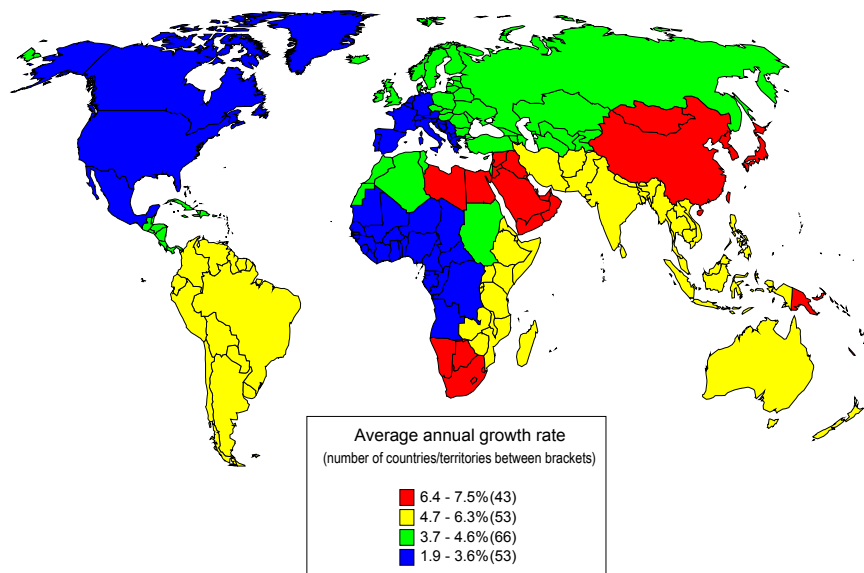 Average annual growth rate
(number of countries/territories between brackets)
6.4 - 7.5%(43)
4.7 - 6.3%(53)
3.7 - 4.6%(66)
1.9 - 3.6%(53)